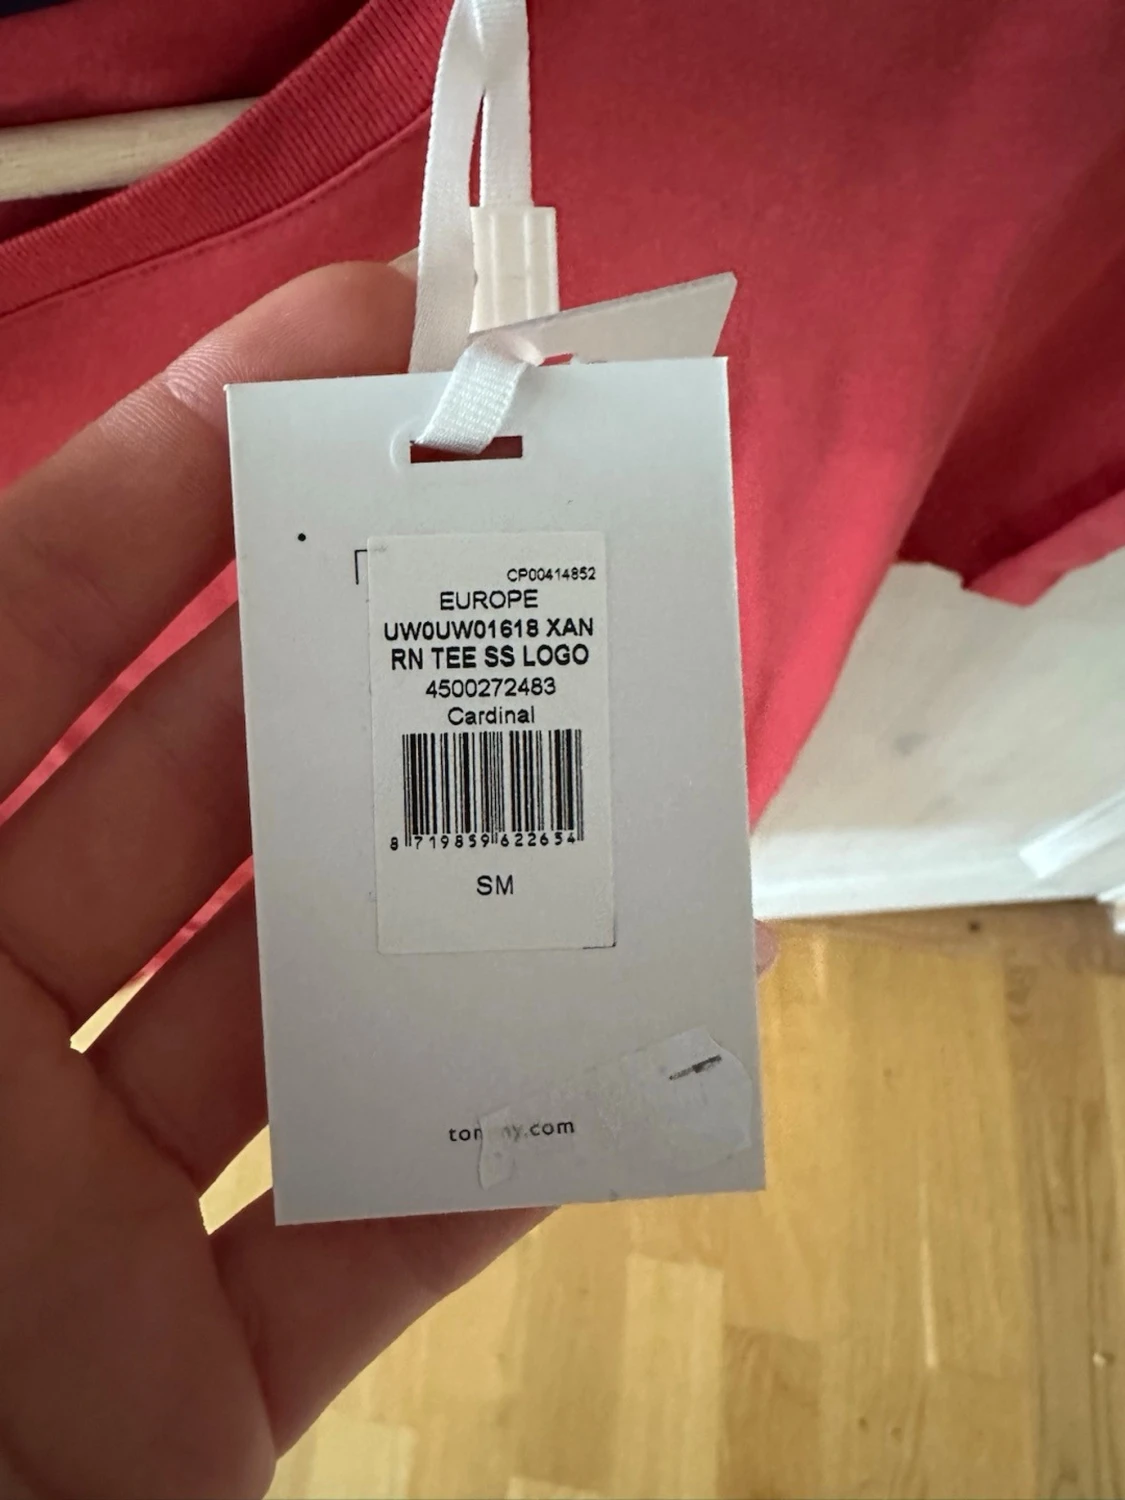 CP00414852
EUROPE
UW0UW01618 XAN
RN TEE SS LOGO
4500272483
Cardinal
8 719859 622654
SM